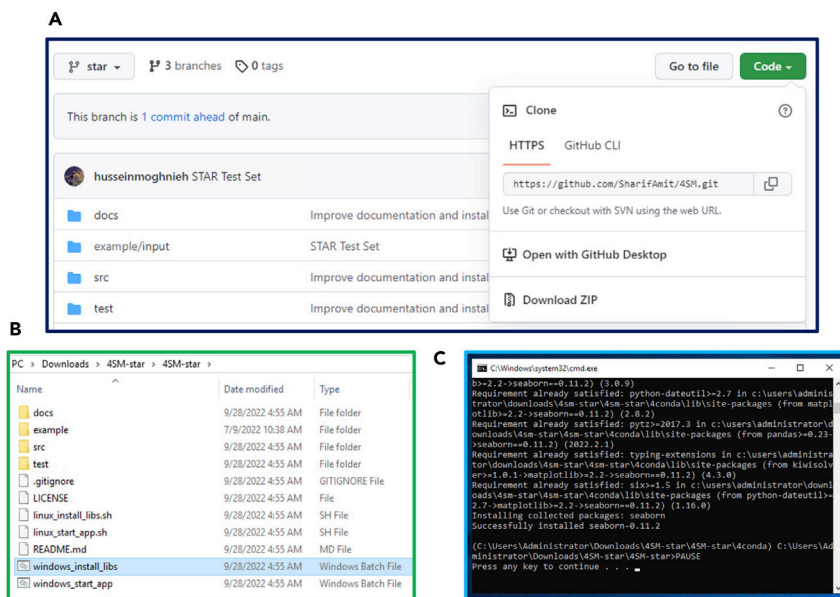 A
star
3 branches
0 tags
Go to file
Code
This branch is 1 commit ahead of main.
husseinmoghnieh STAR Test Set
docs Improve documentation and instal
example/input STAR Test Set
src Improve documentation and instal
test Improve documentation and instal
Clone
HTTPS GitHub CLI
https://github.com/SharifAmit/4SM.git
Use Git or checkout with SVN using the web URL.
Open with GitHub Desktop
Download ZIP
B
PC > Downloads > 4SM-star > 4SM-star >
Name Date modified Type
docs 9/28/2022 4:55 AM File folder
example 7/9/2022 10:38 AM File folder
src 9/28/2022 4:55 AM File folder
test 9/28/2022 4:55 AM File folder
.gitignore 9/28/2022 4:55 AM GITIGNORE File
LICENSE 9/28/2022 4:55 AM File
linux_install_libs.sh 9/28/2022 4:55 AM SH File
linux_start_app.sh 9/28/2022 4:55 AM SH File
README.md 9/28/2022 4:55 AM MD File
windows_install_libs 9/28/2022 4:55 AM Windows Batch File
windows_start_app 9/28/2022 4:55 AM Windows Batch File
C
C:\Windows\system32\cmd.exe
b>=2.2->seaborn==0.11.2) (3.0.9)
Requirement already satisfied: python-dateutil>=2.7 in c:\users\adminis
trator\downloads\4sm-star\4sm-star\4conda\lib\site-packages (from matpl
otlib>=2.2->seaborn==0.11.2) (2.8.2)
Requirement already satisfied: pytz>=2017.3 in c:\users\administrator\d
ownloads\4sm-star\4sm-star\4conda\lib\site-packages (from pandas>=0.23-
>seaborn==0.11.2) (2022.2.1)
Requirement already satisfied: typing-extensions in c:\users\administra
tor\downloads\4sm-star\4sm-star\4conda\lib\site-packages (from kiwisolv
er>=1.0.1->matplotlib>=2.2->seaborn==0.11.2) (4.3.0)
Requirement already satisfied: six>=1.5 in c:\users\administrator\downl
oads\4sm-star\4sm-star\4conda\lib\site-packages (from python-dateutil>=
2.7->matplotlib>=2.2->seaborn==0.11.2) (1.16.0)
Installing collected packages: seaborn
Successfully installed seaborn-0.11.2
(C:\Users\Administrator\Downloads\4SM-star\4SM-star\4conda) C:\Users\Ad
ministrator\Downloads\4SM-star\4SM-star>PAUSE
Press any key to continue . . .